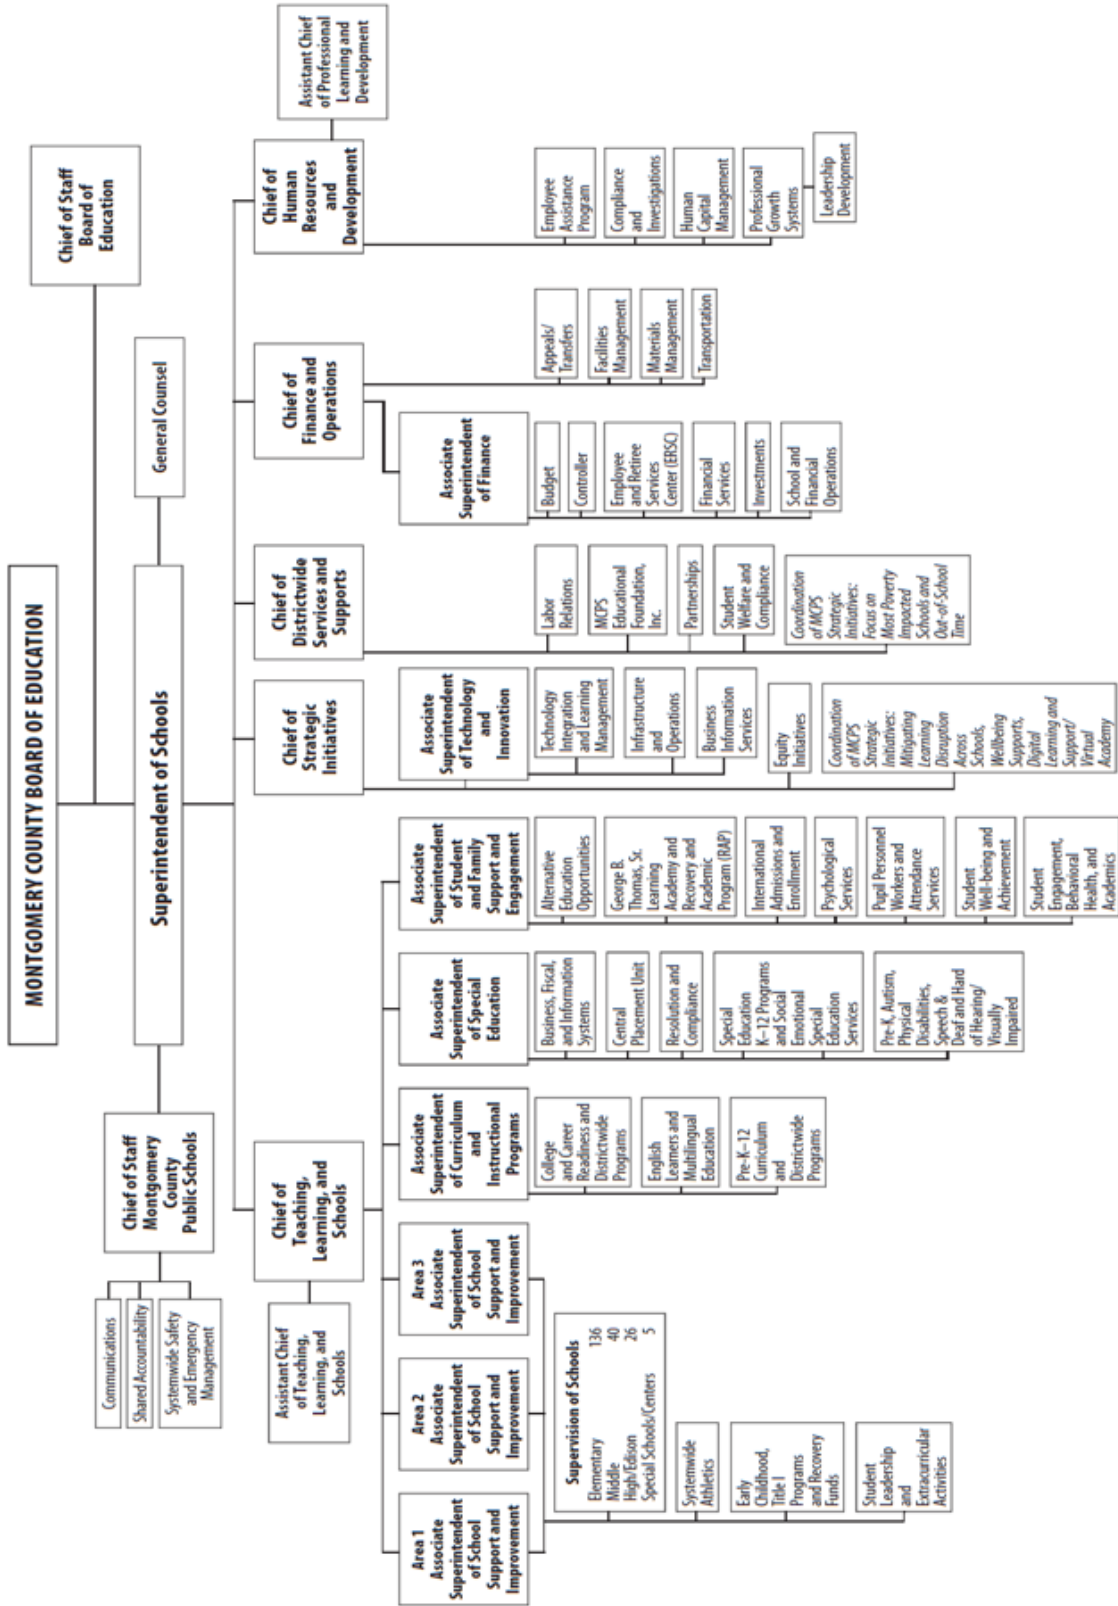 MONTGOMERY COUNTY BOARD OF EDUCATION
Chief of Staff
Board of
Education
Superintendent of Schools
General Counsel
Chief of Staff
Montgomery
County
Public Schools
Communications
Shared Accountability
Systemwide Safety
and Emergency
Management
Assistant Chief
of Teaching,
Learning, and
Schools
Chief of
Teaching,
Learning, and
Schools
Chief of
Strategic
Initiatives
Chief of
Districtwide
Services and
Supports
Chief of
Finance and
Operations
Chief of
Human
Resources
and
Development
Assistant Chief
of Professional
Learning and
Development
Area 1
Associate
Superintendent
of School
Support and
Improvement
Area 2
Associate
Superintendent
of School
Support and
Improvement
Area 3
Associate
Superintendent
of School
Support and
Improvement
Supervision of Schools
Elementary 136
Middle 40
High/Edison 26
Special Schools/Centers 5
Systemwide
Athletics
Early
Childhood,
Title I
Programs
and Recovery
Funds
Student
Leadership
and
Extracurricular
Activities
Associate
Superintendent
of Curriculum
and
Instructional
Programs
College
and Career
Readiness and
Districtwide
Programs
English
Learners and
Multilingual
Education
Pre-K–12
Curriculum
and
Districtwide
Programs
Associate
Superintendent
of Special
Education
Business, Fiscal,
and Information
Systems
Central
Placement Unit
Resolution and
Compliance
Special
Education
K–12 Programs
and Social
Emotional
Special
Education
Services
Pre-K, Autism,
Physical
Disabilities,
Speech &
Deaf and Hard
of Hearing/
Visually
Impaired
Associate
Superintendent
of Student
and Family
Support and
Engagement
Alternative
Education
Opportunities
George B.
Thomas, Sr.
Learning
Academy and
Recovery and
Academic
Program (RAP)
International
Admissions and
Enrollment
Psychological
Services
Pupil Personnel
Workers and
Attendance
Services
Student
Well-being and
Achievement
Student
Engagement,
Behavioral
Health, and
Academics
Associate
Superintendent
of Technology
and
Innovation
Technology
Integration
and Learning
Management
Infrastructure
and
Operations
Business
Information
Services
Equity
Initiatives
Coordination
of MCPS
Strategic
Initiatives:
Mitigating
Learning
Disruption
Across
Schools,
Wellbeing
Supports,
Digital
Learning and
Support/
Virtual
Academy
Labor
Relations
MCPS
Educational
Foundation,
Inc.
Partnerships
Student
Welfare and
Compliance
Coordination
of MCPS
Strategic
Initiatives:
Focus on
Most Poverty
Impacted
Schools and
Out-of-School
Time
Associate
Superintendent
of Finance
Budget
Controller
Employee
and Retiree
Services
Center (ERSC)
Financial
Services
Investments
School and
Financial
Operations
Appeals/
Transfers
Facilities
Management
Materials
Management
Transportation
Employee
Assistance
Program
Compliance
and
Investigations
Human
Capital
Management
Professional
Growth
Systems
Leadership
Development